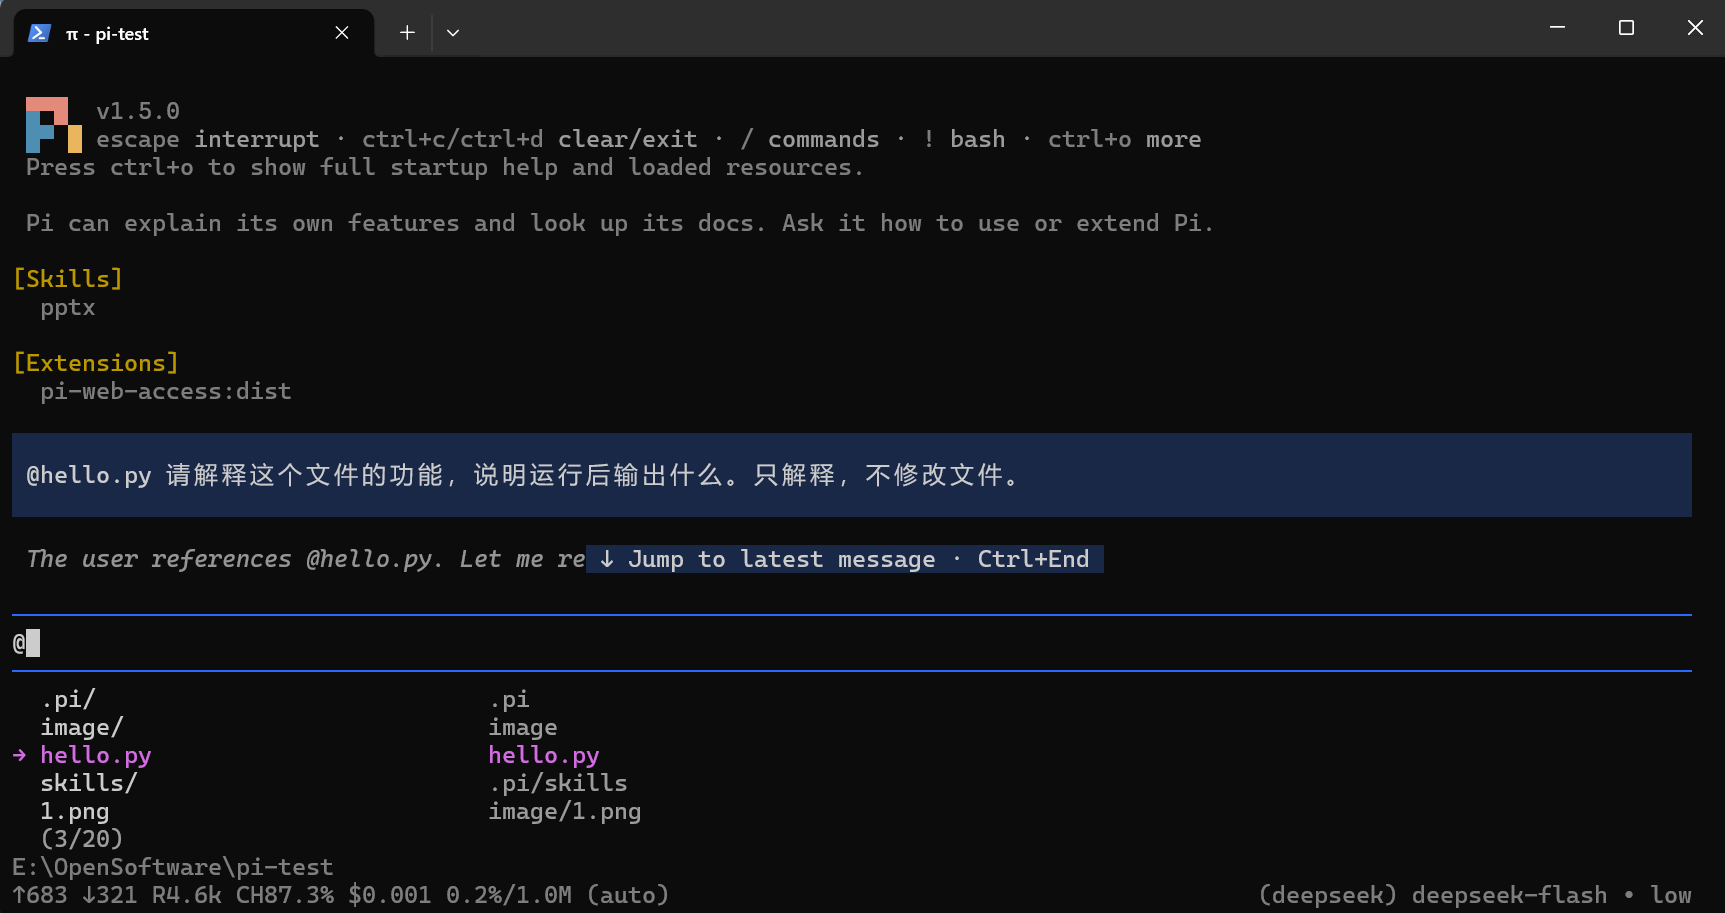 π - pi-test
v1.5.0
escape interrupt · ctrl+c/ctrl+d clear/exit · / commands · ! bash · ctrl+o more
Press ctrl+o to show full startup help and loaded resources.
Pi can explain its own features and look up its docs. Ask it how to use or extend Pi.
[Skills]
pptx
[Extensions]
pi-web-access:dist
@hello.py 请解释这个文件的功能，说明运行后输出什么。只解释，不修改文件。
The user references @hello.py. Let me re ↓ Jump to latest message · Ctrl+End
@
.pi/ .pi
image/ image
→ hello.py hello.py
skills/ .pi/skills
1.png image/1.png
(3/20)
E:\OpenSoftware\pi-test
↑683 ↓321 R4.6k CH87.3% $0.001 0.2%/1.0M (auto) (deepseek) deepseek-flash • low